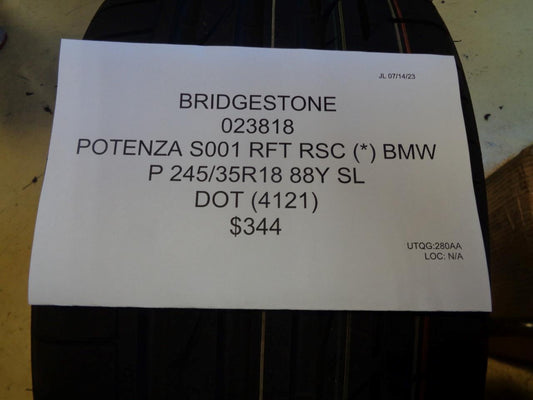 JL 07/14/23
BRIDGESTONE
023818
POTENZA S001 RFT RSC (*) BMW
P 245/35R18 88Y SL
DOT (4121)
$344
UTQG:280AA
LOC: N/A